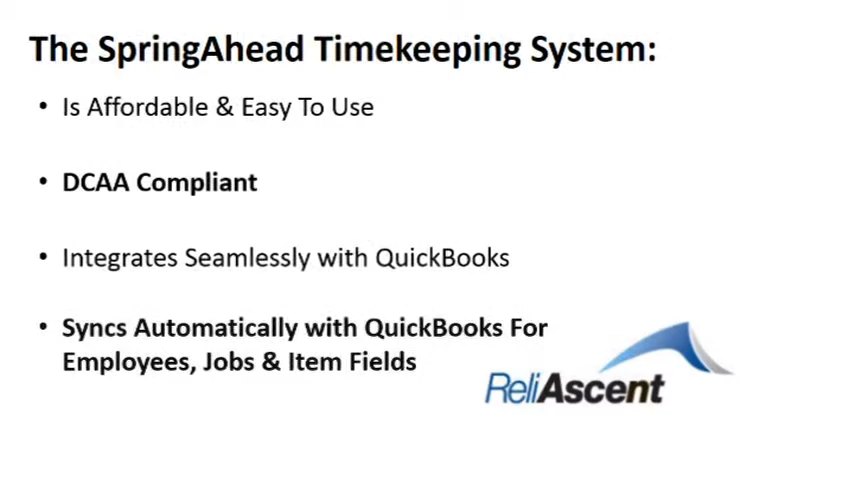 The SpringAhead Timekeeping System:
• Is Affordable & Easy To Use
• DCAA Compliant
• Integrates Seamlessly with QuickBooks
• Syncs Automatically with QuickBooks For
Employees, Jobs & Item Fields
ReliAscent